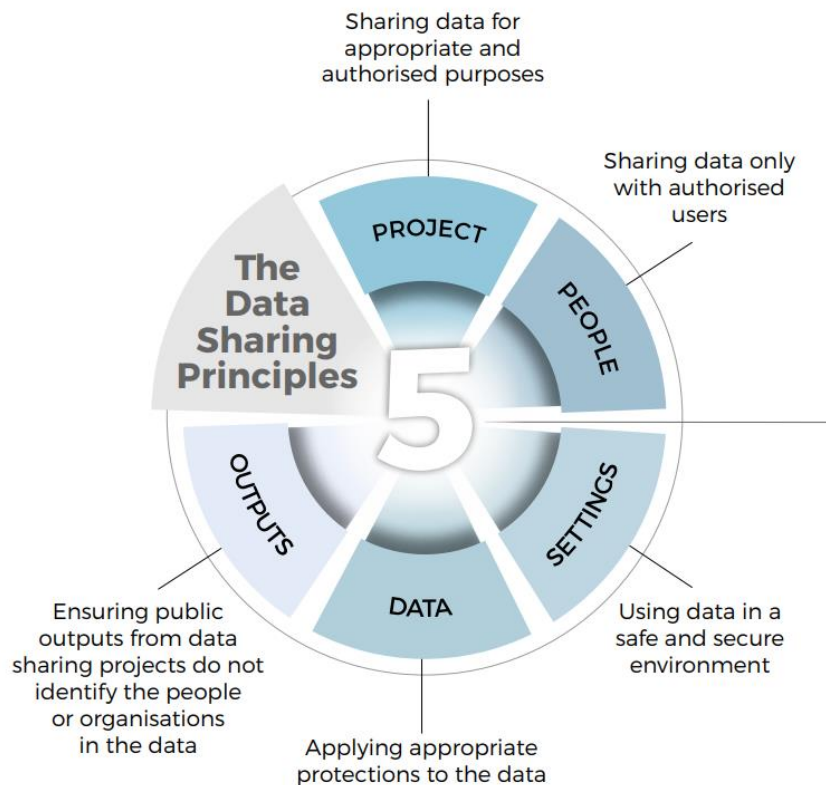 Sharing data for
appropriate and
authorised purposes
Sharing data only
with authorised
users
PROJECT
PEOPLE
The
Data
Sharing
Principles
5
OUTPUTS
SETTINGS
DATA
Ensuring public
outputs from data
sharing projects do not
identify the people
or organisations
in the data
Using data in a
safe and secure
environment
Applying appropriate
protections to the data